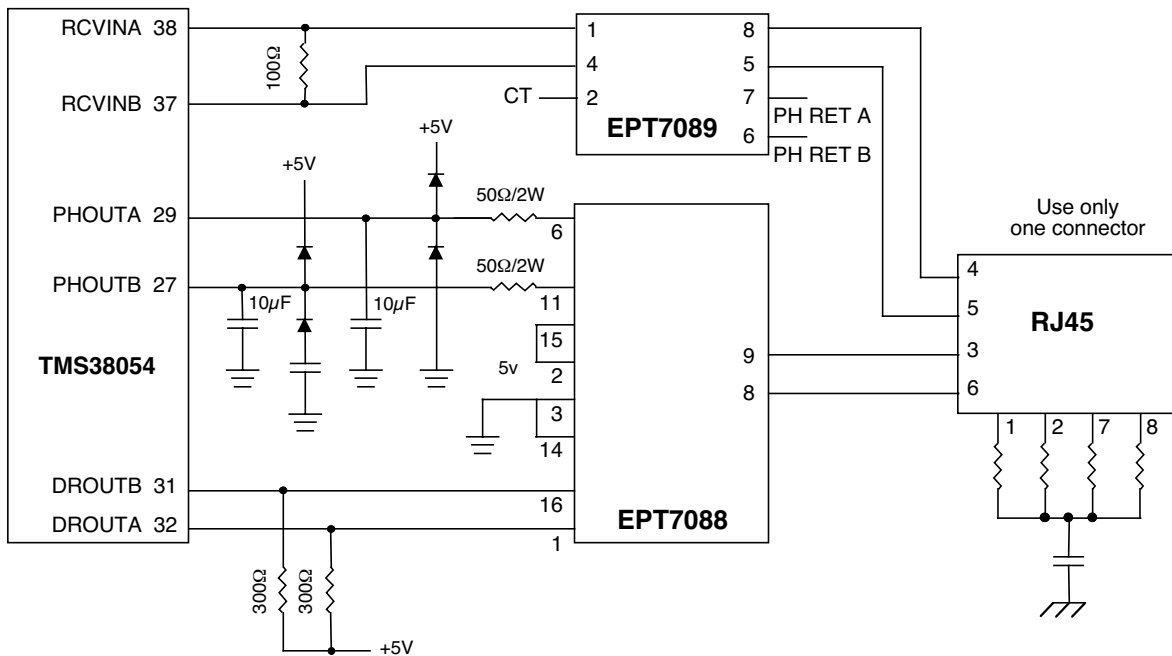 RCVINA 38
100Ω
RCVINB 37
1
4
2
CT
EPT7089
8
5
7
6
PH RET A
PH RET B
+5V
+5V
PHOUTA 29
50Ω/2W
6
PHOUTB 27
50Ω/2W
11
10µF
10µF
TMS38054
15
5v
2
3
14
9
8
EPT7088
DROUTB 31
16
DROUTA 32
1
300Ω
300Ω
+5V
Use only
one connector
4
5
3
6
RJ45
1
2
7
8